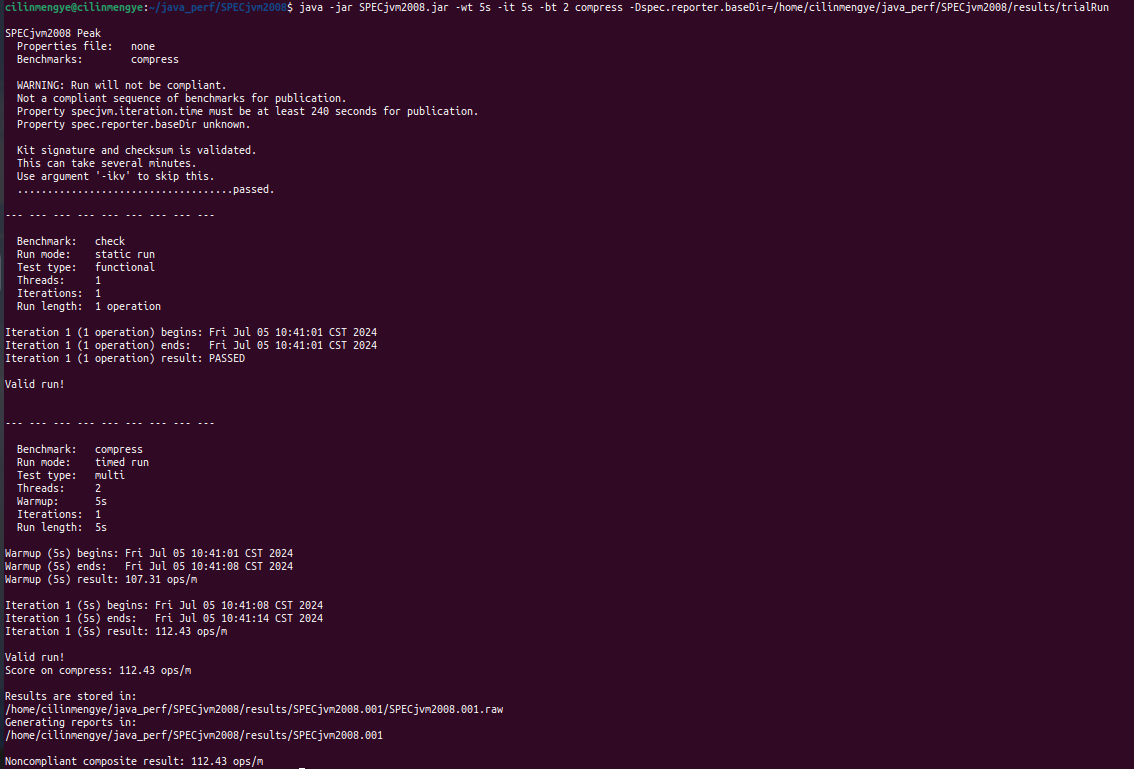 cilinmengye@cilinmengye:~/java_perf/SPECjvm2008$ java -jar SPECjvm2008.jar -wt 5s -it 5s -bt 2 compress -Dspec.reporter.baseDir=/home/cilinmengye/java_perf/SPECjvm2008/results/trialRun
SPECjvm2008 Peak
Properties file: none
Benchmarks: compress
WARNING: Run will not be compliant.
Not a compliant sequence of benchmarks for publication.
Property specjvm.iteration.time must be at least 240 seconds for publication.
Property spec.reporter.baseDir unknown.
Kit signature and checksum is validated.
This can take several minutes.
Use argument '-ikv' to skip this.
....................................passed.
--- --- --- --- --- --- --- --- ---
Benchmark: check
Run mode: static run
Test type: functional
Threads: 1
Iterations: 1
Run length: 1 operation
Iteration 1 (1 operation) begins: Fri Jul 05 10:41:01 CST 2024
Iteration 1 (1 operation) ends: Fri Jul 05 10:41:01 CST 2024
Iteration 1 (1 operation) result: PASSED
Valid run!
--- --- --- --- --- --- --- --- ---
Benchmark: compress
Run mode: timed run
Test type: multi
Threads: 2
Warmup: 5s
Iterations: 1
Run length: 5s
Warmup (5s) begins: Fri Jul 05 10:41:01 CST 2024
Warmup (5s) ends: Fri Jul 05 10:41:08 CST 2024
Warmup (5s) result: 107.31 ops/m
Iteration 1 (5s) begins: Fri Jul 05 10:41:08 CST 2024
Iteration 1 (5s) ends: Fri Jul 05 10:41:14 CST 2024
Iteration 1 (5s) result: 112.43 ops/m
Valid run!
Score on compress: 112.43 ops/m
Results are stored in:
/home/cilinmengye/java_perf/SPECjvm2008/results/SPECjvm2008.001/SPECjvm2008.001.raw
Generating reports in:
/home/cilinmengye/java_perf/SPECjvm2008/results/SPECjvm2008.001
Noncompliant composite result: 112.43 ops/m